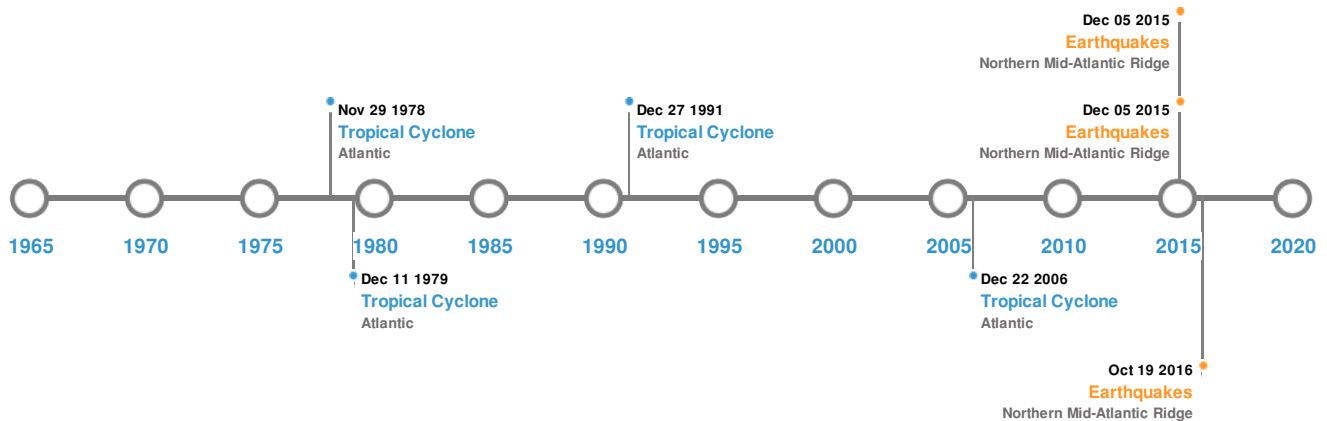 Dec 05 2015
Earthquakes
Northern Mid-Atlantic Ridge
Nov 29 1978
Tropical Cyclone
Atlantic
Dec 27 1991
Tropical Cyclone
Atlantic
Dec 05 2015
Earthquakes
Northern Mid-Atlantic Ridge
1965 1970 1975 1980 1985 1990 1995 2000 2005 2010 2015 2020
Dec 11 1979
Tropical Cyclone
Atlantic
Dec 22 2006
Tropical Cyclone
Atlantic
Oct 19 2016
Earthquakes
Northern Mid-Atlantic Ridge